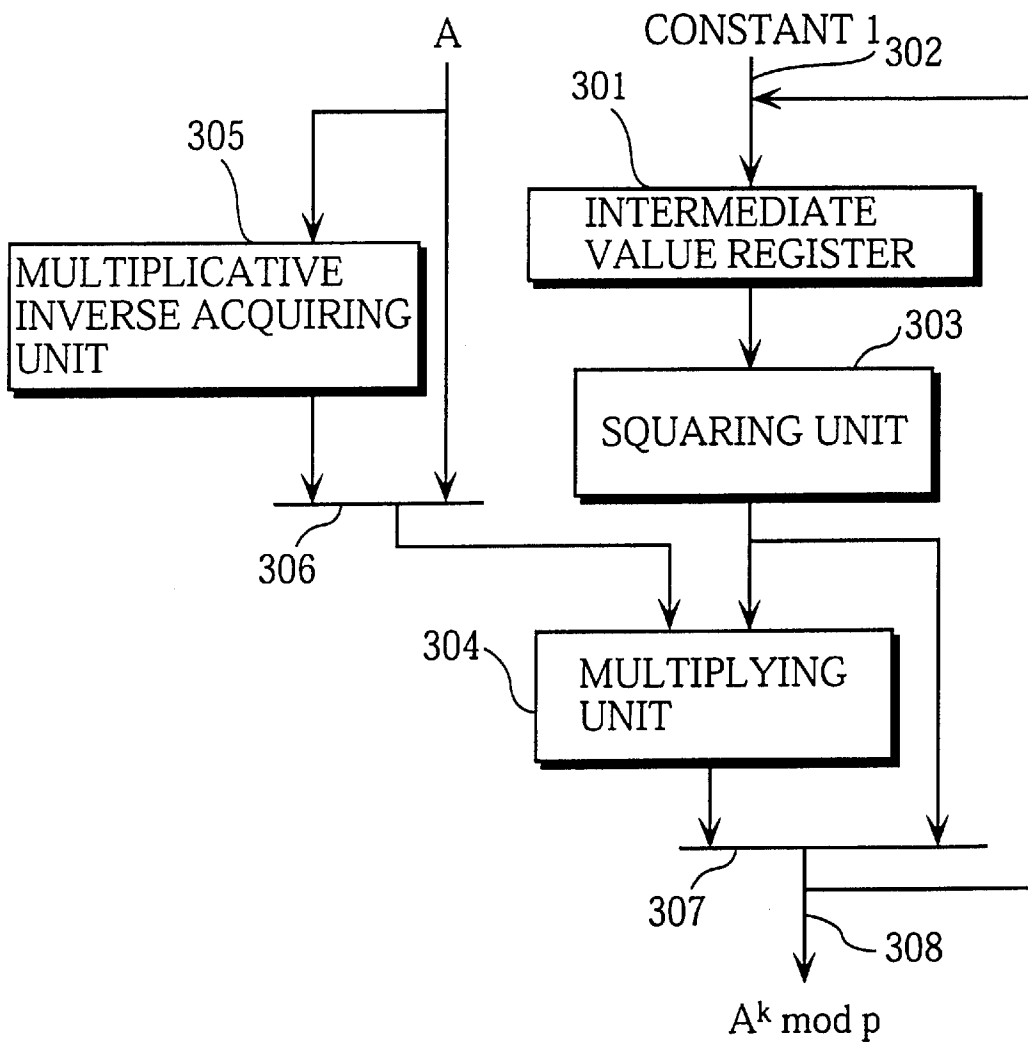 A
CONSTANT 1
302
301
305
INTERMEDIATE
VALUE REGISTER
MULTIPLICATIVE
INVERSE ACQUIRING
UNIT
303
SQUARING UNIT
306
304
MULTIPLYING
UNIT
307
308
Aᵏ mod p